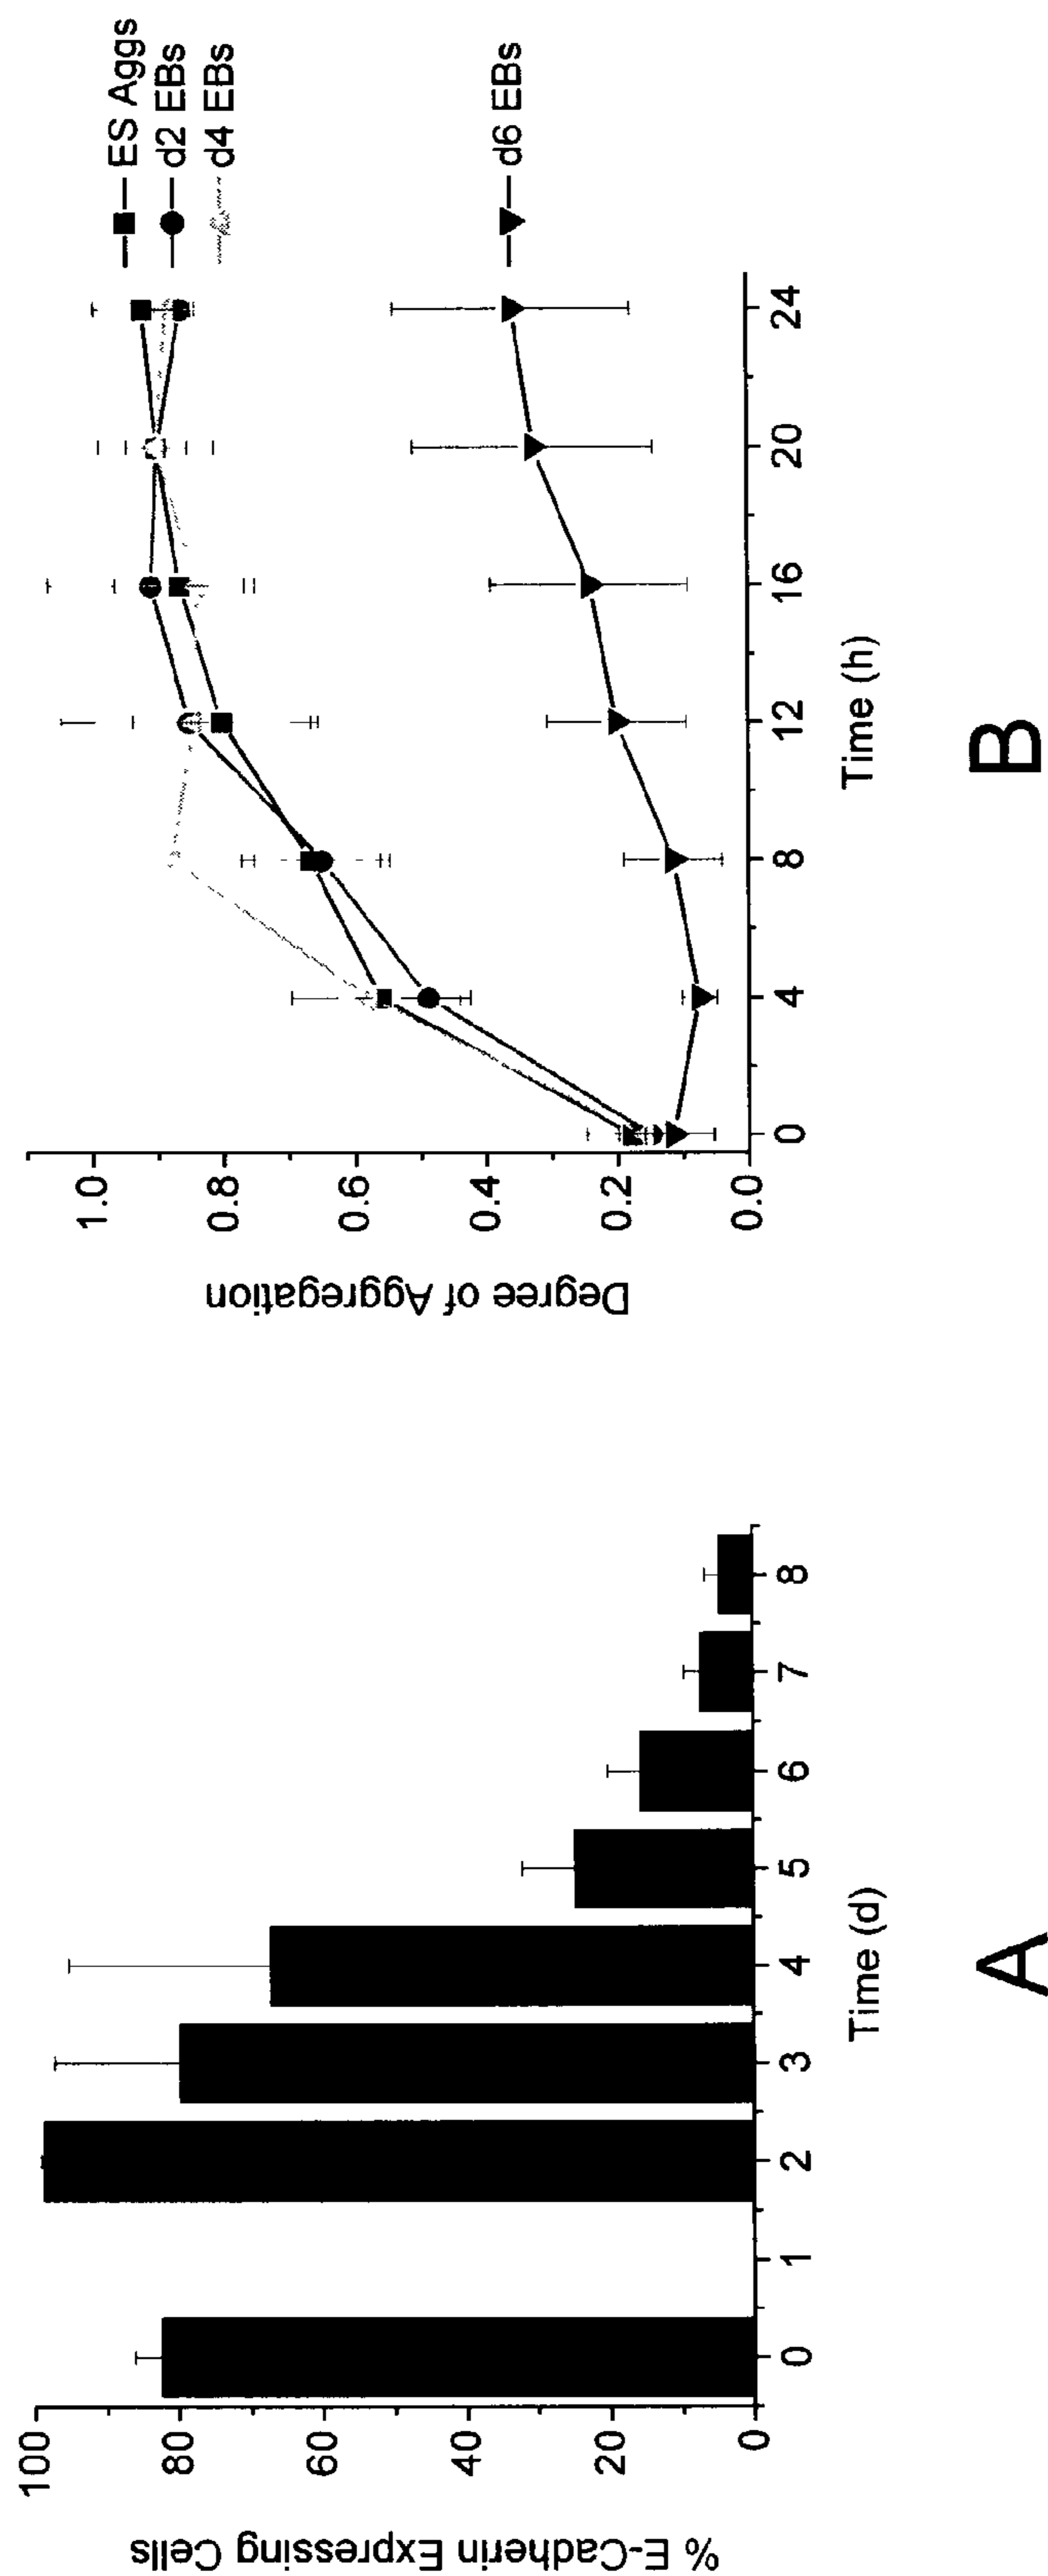 % E-Cadherin Expressing Cells
100
80
60
40
20
0
0 1 2 3 4 5 6 7 8
Time (d)
A
Degree of Aggregation
1.0
0.8
0.6
0.4
0.2
0.0
0 4 8 12 16 20 24
Time (h)
ES Aggs
d2 EBs
d4 EBs
d6 EBs
B